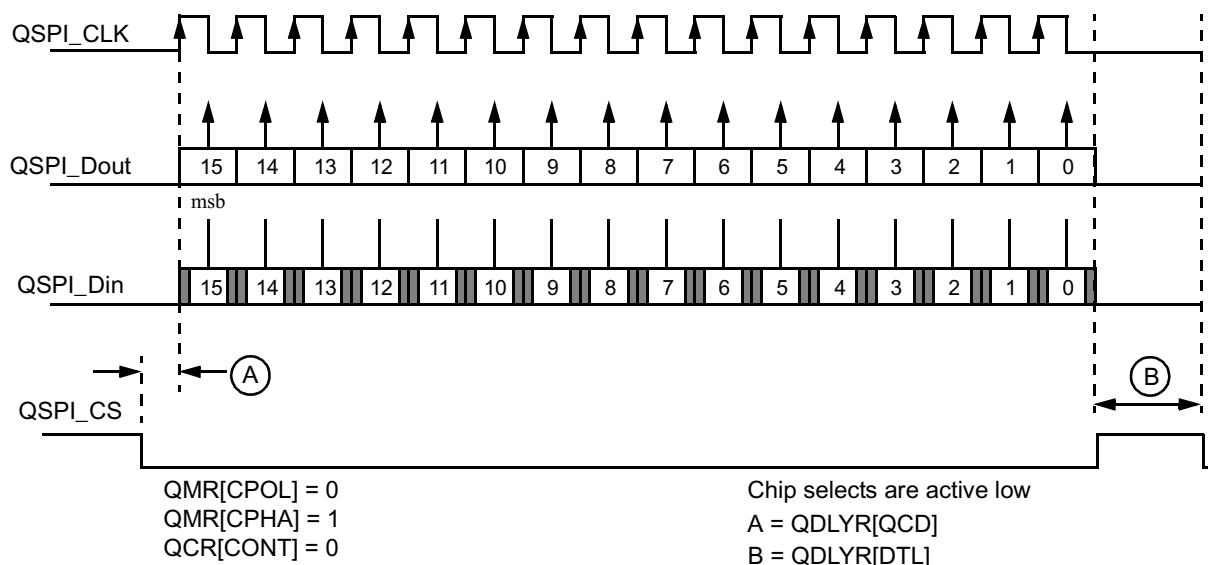 QSPI_CLK
QSPI_Dout
15 14 13 12 11 10 9 8 7 6 5 4 3 2 1 0
msb
QSPI_Din
15 14 13 12 11 10 9 8 7 6 5 4 3 2 1 0
A
B
QSPI_CS
QMR[CPOL] = 0
QMR[CPHA] = 1
QCR[CONT] = 0
Chip selects are active low
A = QDLYR[QCD]
B = QDLYR[DTL]